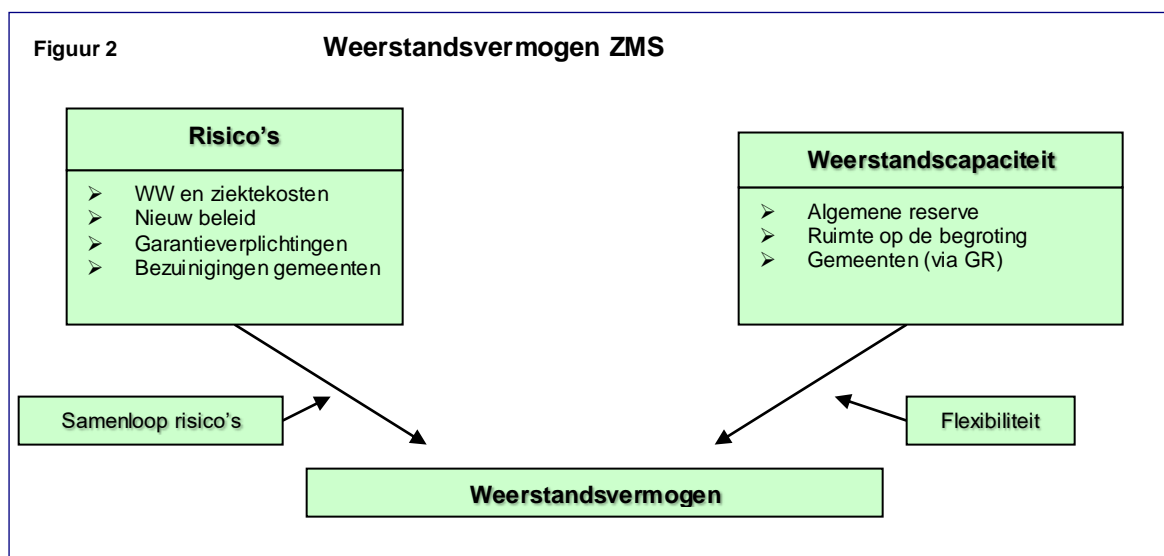 Figuur 2
Weerstandsvermogen ZMS
Risico's
➢ WW en ziektekosten
➢ Nieuw beleid
➢ Garantieverplichtingen
➢ Bezuinigingen gemeenten
Weerstandscapaciteit
➢ Algemene reserve
➢ Ruimte op de begroting
➢ Gemeenten (via GR)
Samenloop risico's
Flexibiliteit
Weerstandsvermogen